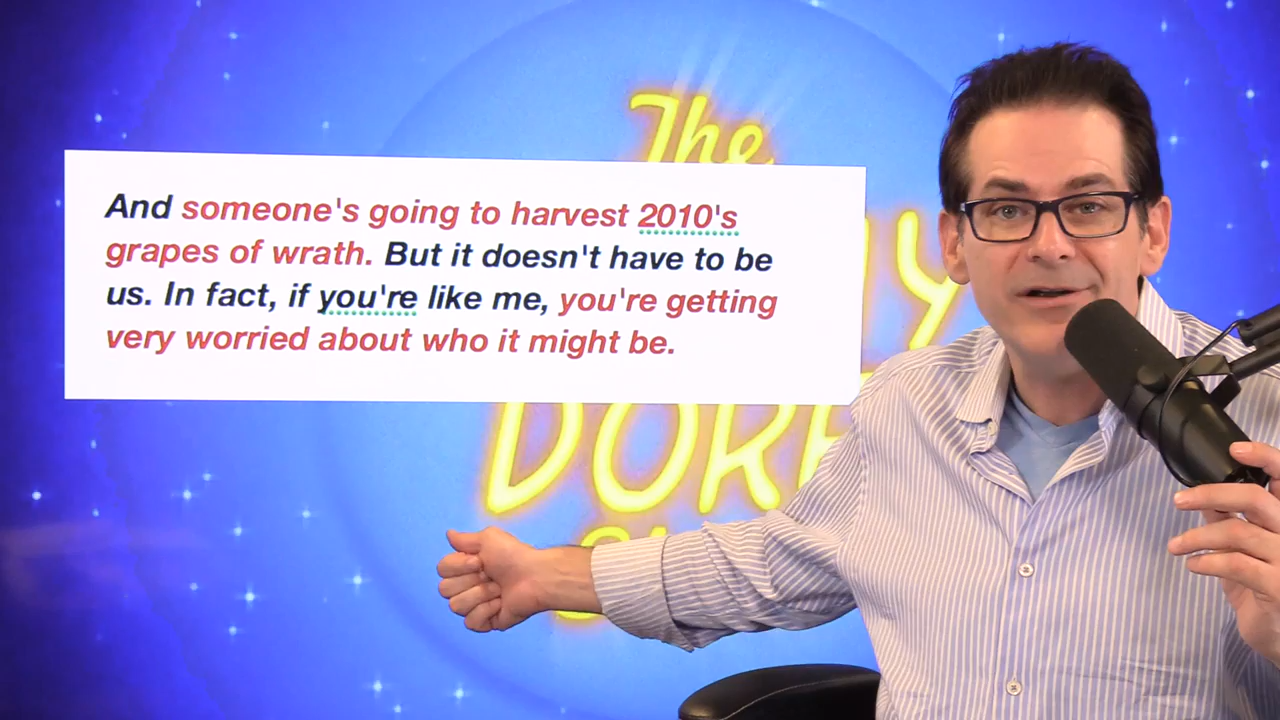 The
And someone's going to harvest 2010's
grapes of wrath. But it doesn't have to be
us. In fact, if you're like me, you're getting
very worried about who it might be.